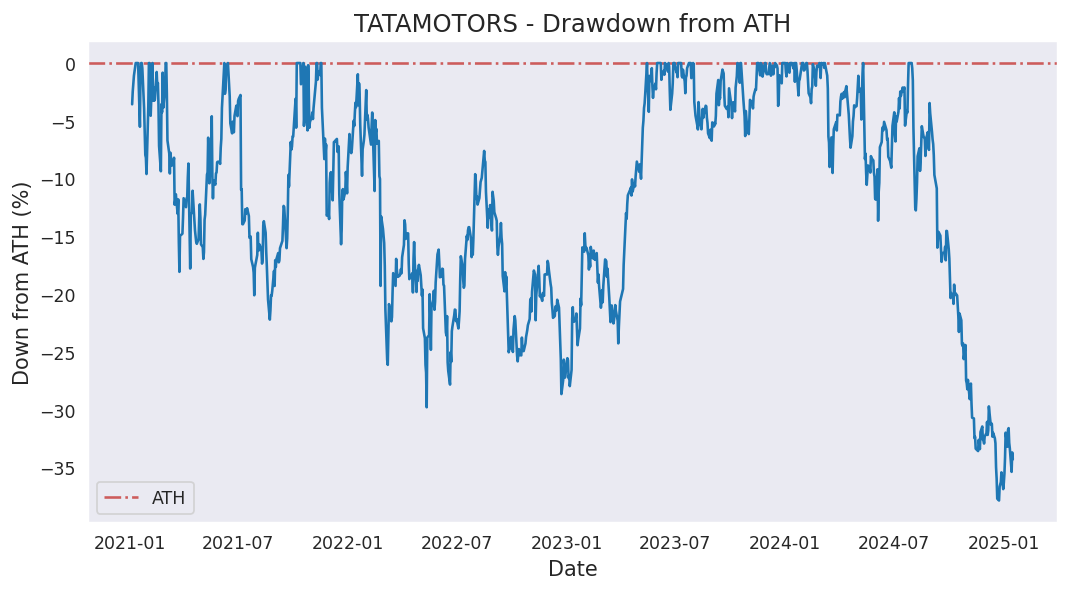 TATAMOTORS - Drawdown from ATH
Down from ATH (%)
0
−5
−10
−15
−20
−25
−30
−35
ATH
2021-01 2021-07 2022-01 2022-07 2023-01 2023-07 2024-01 2024-07 2025-01
Date